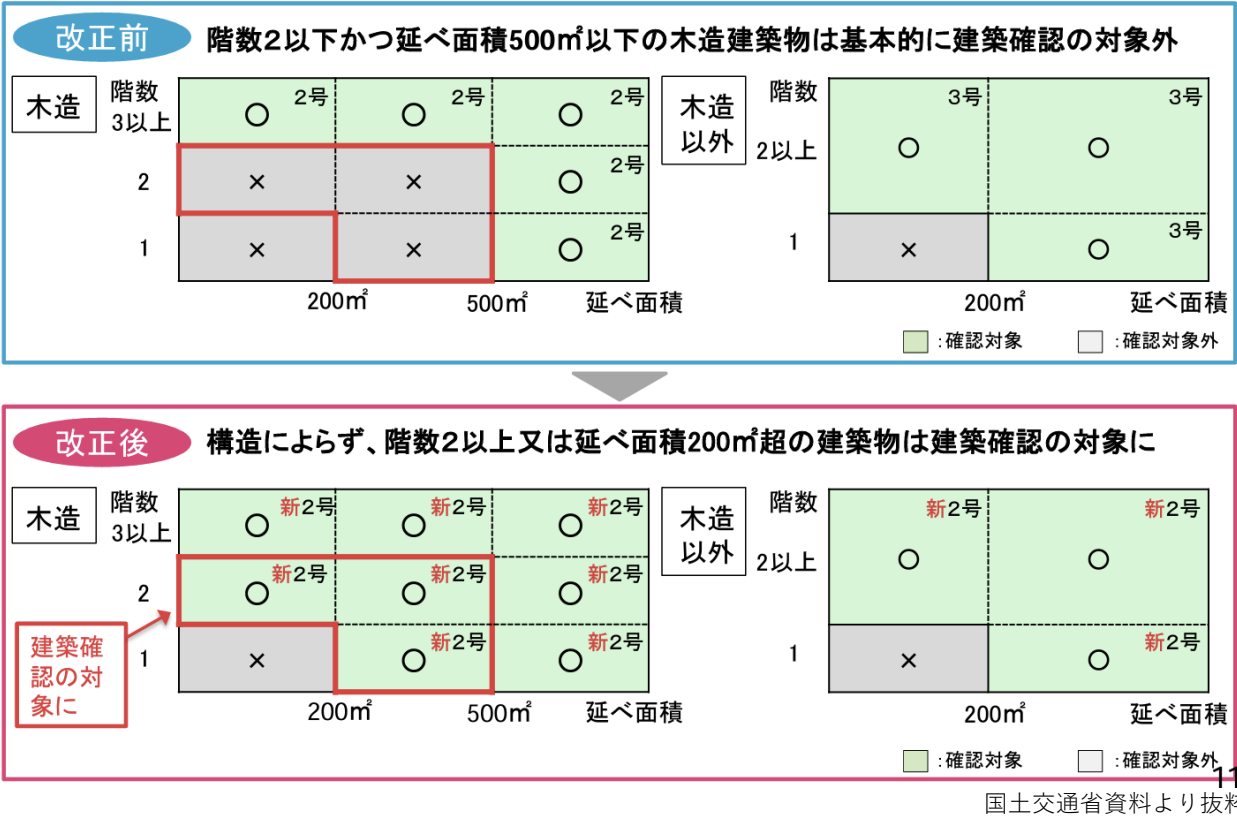 改正前 階数２以下かつ延べ面積500㎡以下の木造建築物は基本的に建築確認の対象外
木造
階数
3以上
○ 2号 ○ 2号 ○ 2号
2 × × ○ 2号
1 × × ○ 2号
200㎡ 500㎡ 延べ面積
木造
以外
階数
2以上
○ 3号 ○ 3号
1 × ○ 3号
200㎡ 延べ面積
:確認対象 :確認対象外
改正後 構造によらず、階数２以上又は延べ面積200㎡超の建築物は建築確認の対象に
木造
階数
3以上
○ 新2号 ○ 新2号 ○ 新2号
2 ○ 新2号 ○ 新2号 ○ 新2号
1 × ○ 新2号 ○ 新2号
建築確
認の対
象に
200㎡ 500㎡ 延べ面積
木造
以外
階数
2以上
○ 新2号 ○ 新2号
1 × ○ 新2号
200㎡ 延べ面積
:確認対象 :確認対象外
11
国土交通省資料より抜粋